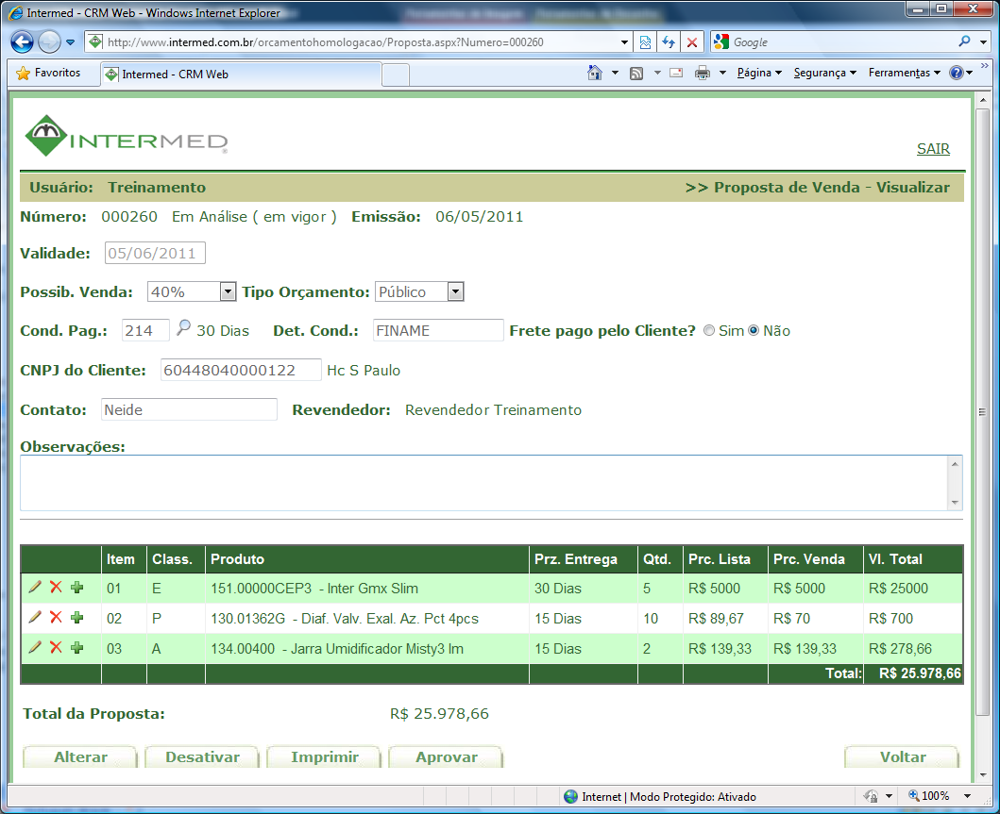 Intermed - CRM Web - Windows Internet Explorer
http://www.intermed.com.br/orcamentohomologacao/Proposta.aspx?Numero=000260
Google
Favoritos
Intermed - CRM Web
Página
Segurança
Ferramentas
INTERMED®
SAIR
Usuário: Treinamento >> Proposta de Venda - Visualizar
Número: 000260 Em Análise ( em vigor ) Emissão: 06/05/2011
Validade: 05/06/2011
Possib. Venda: 40% Tipo Orçamento: Público
Cond. Pag.: 214 30 Dias Det. Cond.: FINAME Frete pago pelo Cliente? Sim Não
CNPJ do Cliente: 60448040000122 Hc S Paulo
Contato: Neide Revendedor: Revendedor Treinamento
Observações:
Item Class. Produto Prz. Entrega Qtd. Prc. Lista Prc. Venda Vl. Total
01 E 151.00000CEP3 - Inter Gmx Slim 30 Dias 5 R$ 5000 R$ 5000 R$ 25000
02 P 130.01362G - Diaf. Valv. Exal. Az. Pct 4pcs 15 Dias 10 R$ 89,67 R$ 70 R$ 700
03 A 134.00400 - Jarra Umidificador Misty3 Im 15 Dias 2 R$ 139,33 R$ 139,33 R$ 278,66
Total: R$ 25.978,66
Total da Proposta: R$ 25.978,66
Alterar Desativar Imprimir Aprovar Voltar
Internet | Modo Protegido: Ativado 100%